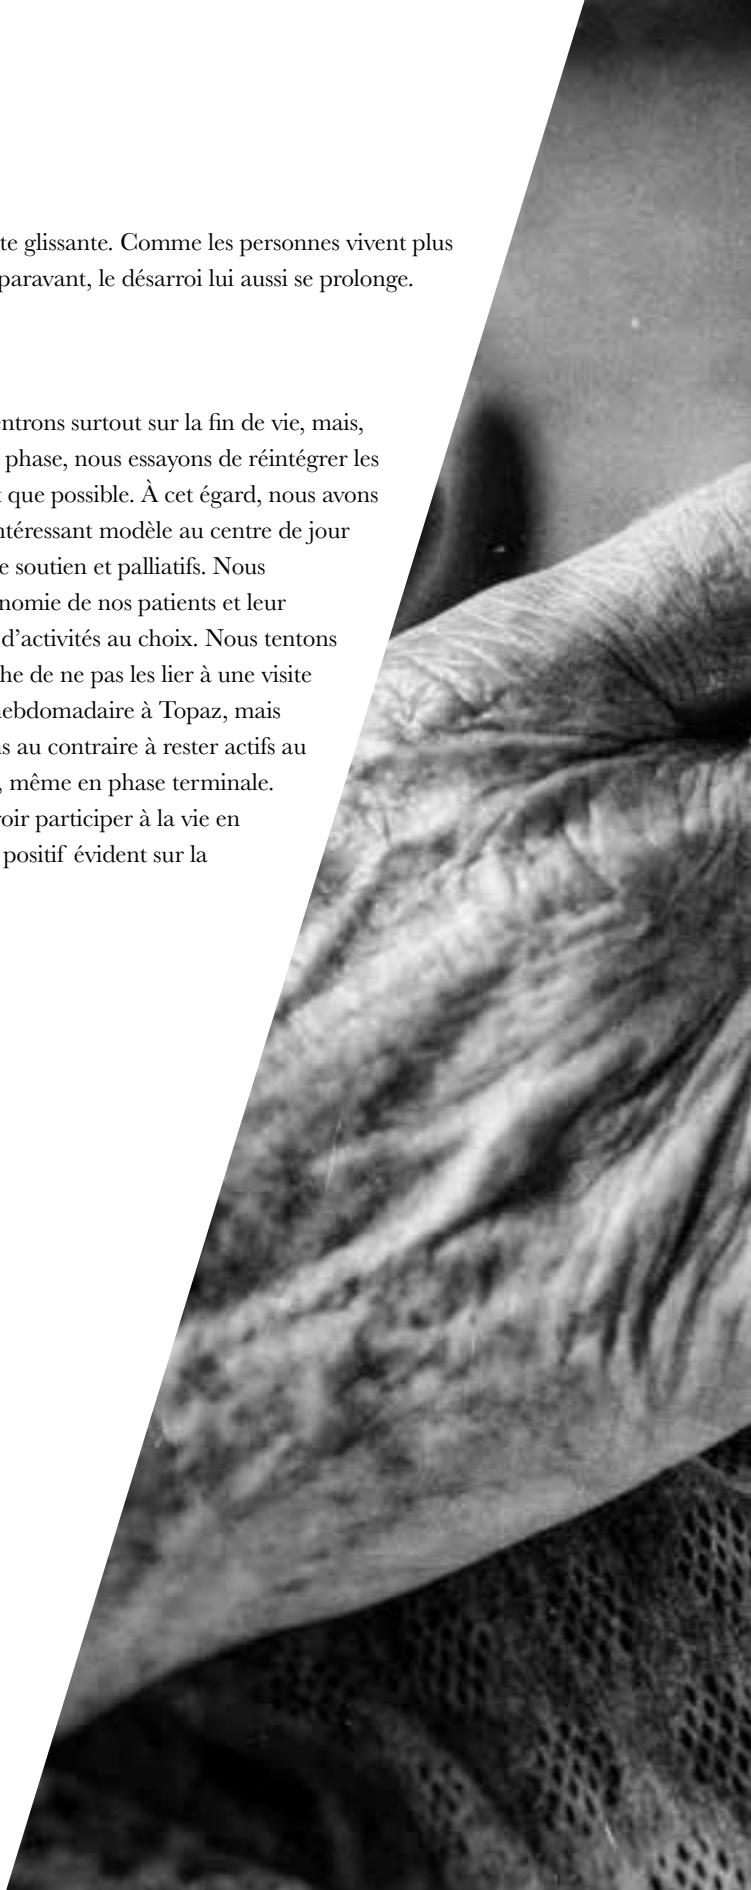 te glissante. Comme les personnes vivent plus
paravant, le désarroi lui aussi se prolonge.
entrons surtout sur la fin de vie, mais,
phase, nous essayons de réintégrer les
que possible. À cet égard, nous avons
ntéressant modèle au centre de jour
e soutien et palliatifs. Nous
nomie de nos patients et leur
d’activités au choix. Nous tentons
he de ne pas les lier à une visite
hebdomadaire à Topaz, mais
s au contraire à rester actifs au
, même en phase terminale.
oir participer à la vie en
positif évident sur la